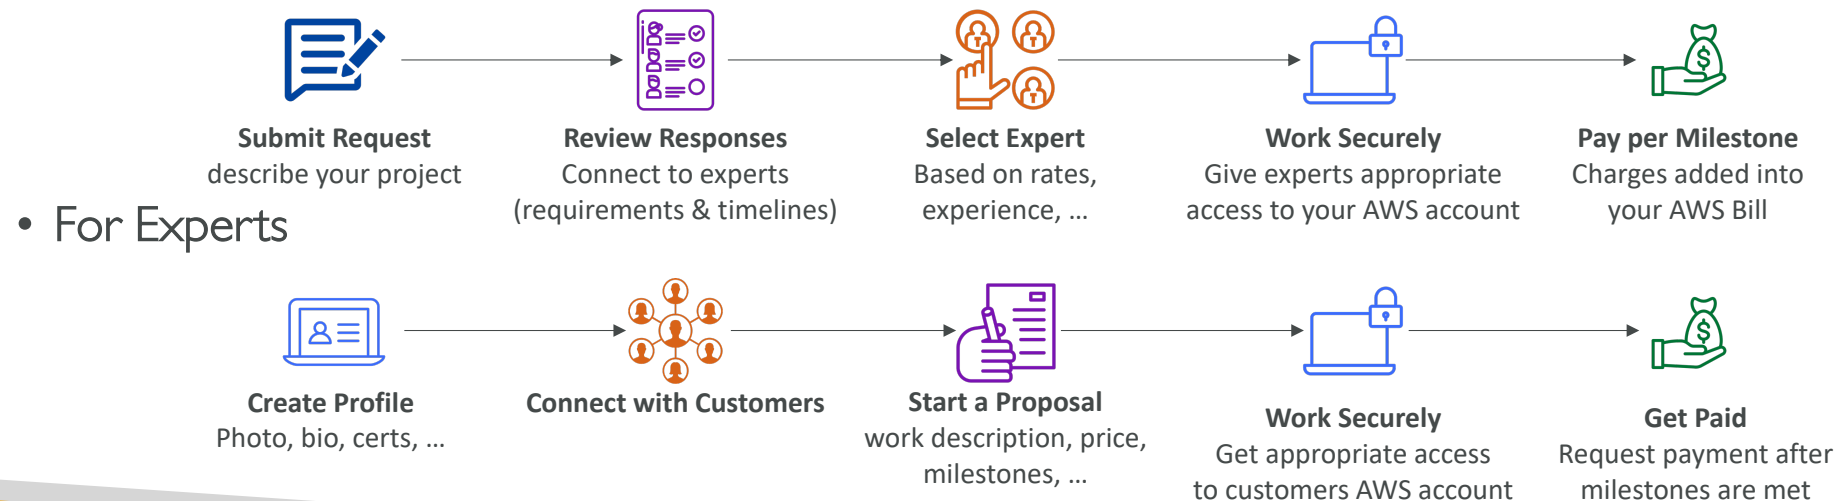 Submit Request
describe your project
Review Responses
Connect to experts
(requirements & timelines)
Select Expert
Based on rates,
experience, ...
Work Securely
Give experts appropriate
access to your AWS account
Pay per Milestone
Charges added into
your AWS Bill
• For Experts
Create Profile
Photo, bio, certs, ...
Connect with Customers
Start a Proposal
work description, price,
milestones, ...
Work Securely
Get appropriate access
to customers AWS account
Get Paid
Request payment after
milestones are met